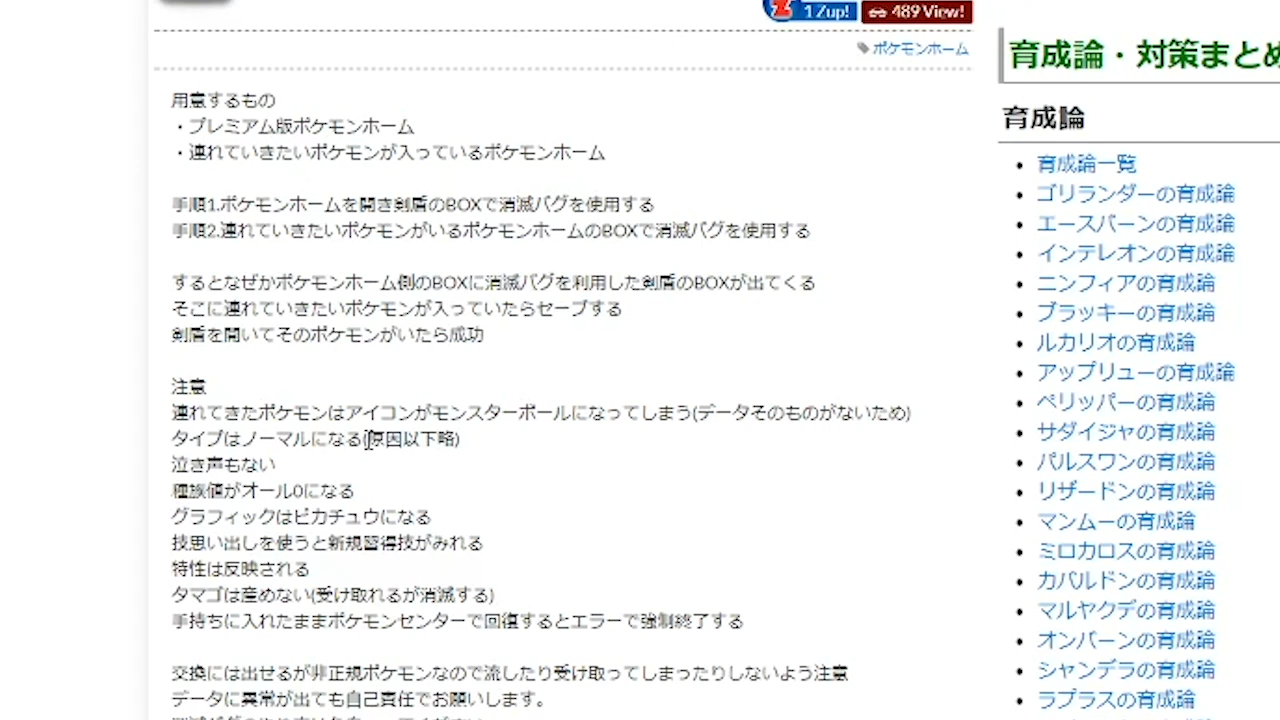 1 Zup!
489 View!
ポケモンホーム
用意するもの
・プレミアム版ポケモンホーム
・連れていきたいポケモンが入っているポケモンホーム
手順1.ポケモンホームを開き剣盾のBOXで消滅バグを使用する
手順2.連れていきたいポケモンがいるポケモンホームのBOXで消滅バグを使用する
するとなぜかポケモンホーム側のBOXに消滅バグを利用した剣盾のBOXが出てくる
そこに連れていきたいポケモンが入っていたらセーブする
剣盾を開いてそのポケモンがいたら成功
注意
連れてきたポケモンはアイコンがモンスターボールになってしまう(データそのものがないため)
タイプはノーマルになる(原因以下略)
泣き声もない
種族値がオール0になる
グラフィックはピカチュウになる
技思い出しを使うと新規習得技がみれる
特性は反映される
タマゴは産めない(受け取れるが消滅する)
手持ちに入れたままポケモンセンターで回復するとエラーで強制終了する
交換には出せるが非正規ポケモンなので流したり受け取ってしまったりしないよう注意
データに異常が出ても自己責任でお願いします。
育成論・対策まとめ
育成論
育成論一覧
ゴリランダーの育成論
エースバーンの育成論
インテレオンの育成論
ニンフィアの育成論
ブラッキーの育成論
ルカリオの育成論
アップリューの育成論
ペリッパーの育成論
サダイジャの育成論
パルスワンの育成論
リザードンの育成論
マンムーの育成論
ミロカロスの育成論
カバルドンの育成論
マルヤクデの育成論
オンバーンの育成論
シャンデラの育成論
ラプラスの育成論